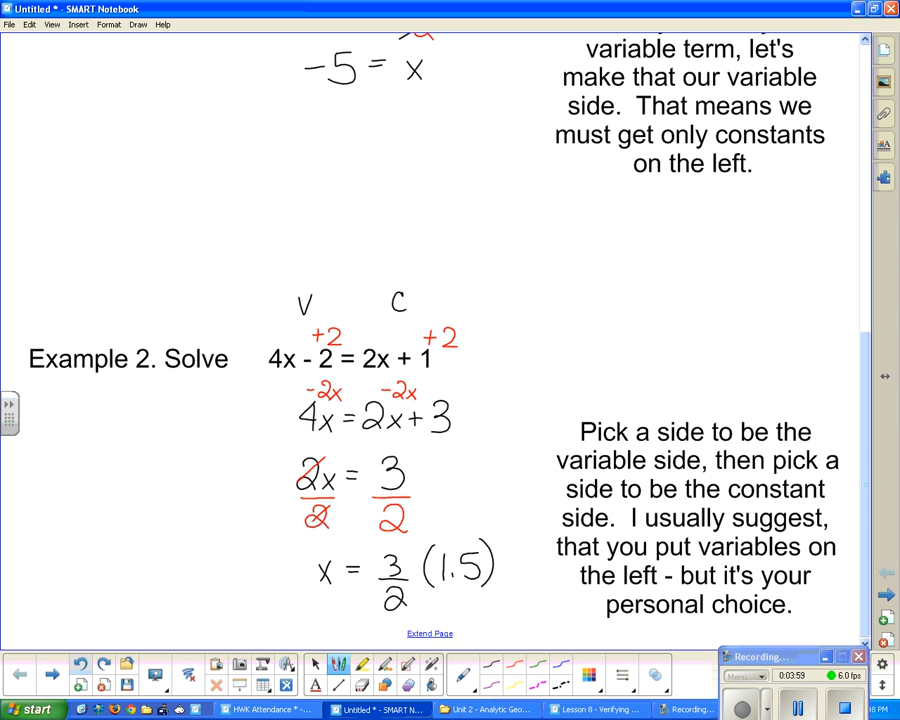 Untitled * - SMART Notebook
File Edit View Insert Format Draw Help
variable term, let's
-5 = x
make that our variable
side. That means we
must get only constants
on the left.
V C
+2 +2
Example 2. Solve 4x - 2 = 2x + 1
-2x -2x
4x = 2x + 3
Pick a side to be the
variable side, then pick a
2x = 3
side to be the constant
2 2
side. I usually suggest,
that you put variables on
x = 3/2 (1.5)
the left - but it's your
personal choice.
Extend Page
Recording...
Menu
0:03:59 6.0 fps
start
HWK Attendance * -...
Untitled * - SMART N...
Unit 2 - Analytic Geo...
Lesson 8 - Verifying ...
Recording...
:38 PM